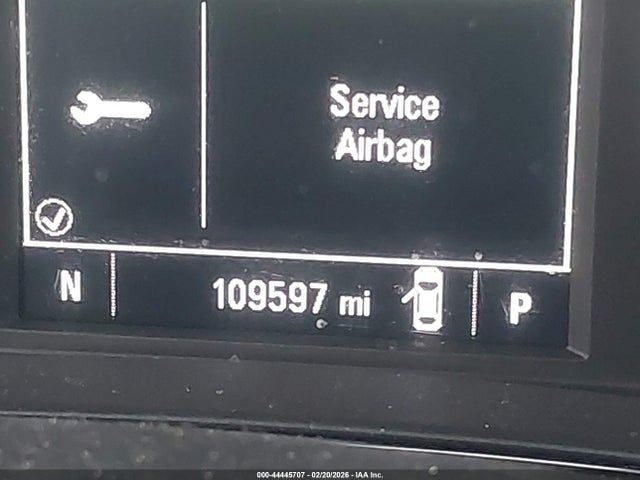 Service
Airbag
N 109597 mi P
000-44445707 - 02/20/2026 - IAA Inc.